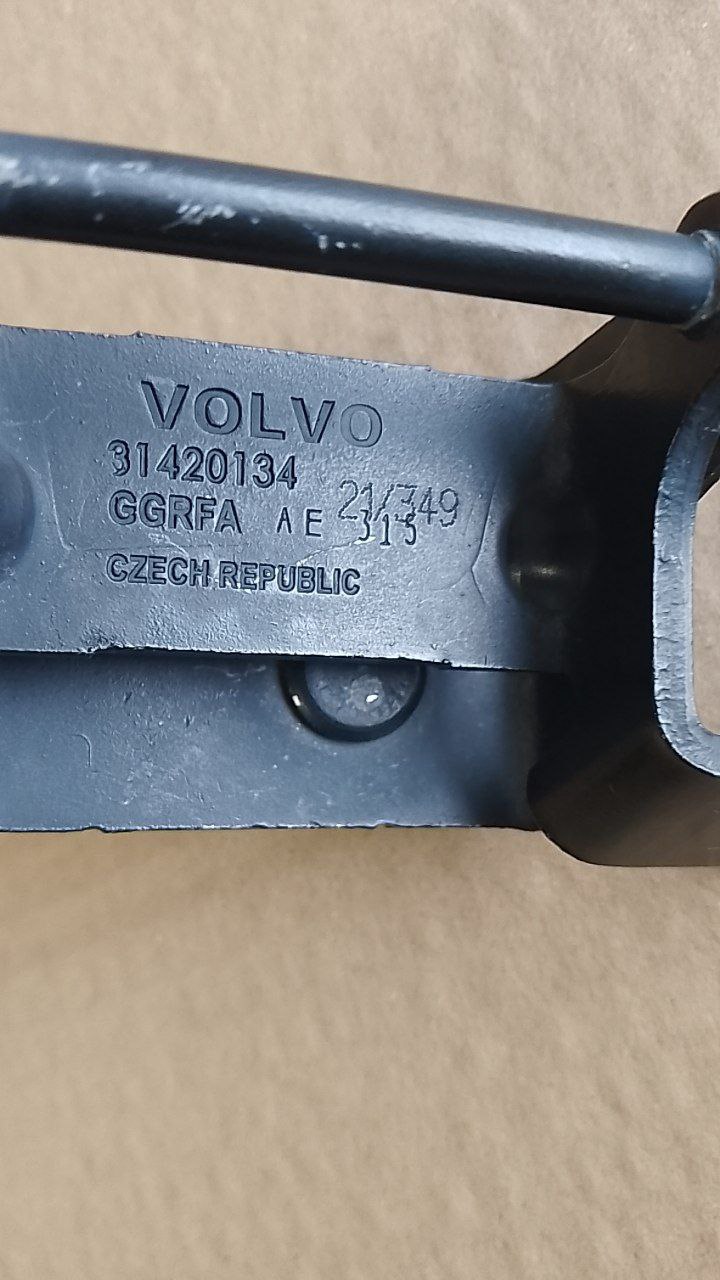 VOLVO
31420134
GGRFA AE 21/349
315
CZECH REPUBLIC